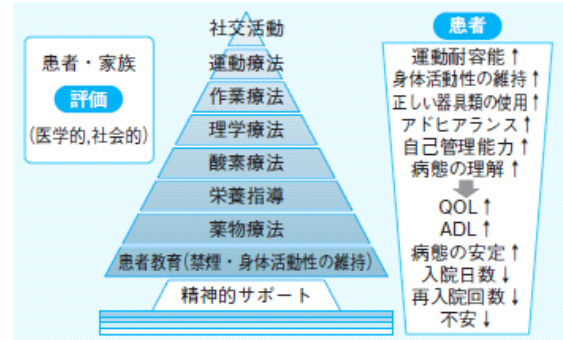 患者・家族
評価
(医学的,社会的)
社交活動
運動療法
作業療法
理学療法
酸素療法
栄養指導
薬物療法
患者教育(禁煙・身体活動性の維持)
精神的サポート
患者
運動耐容能↑
身体活動性の維持↑
正しい器具類の使用↑
アドヒアランス↑
自己管理能力↑
病態の理解↑
QOL↑
ADL↑
病態の安定↑
入院日数↓
再入院回数↓
不安↓